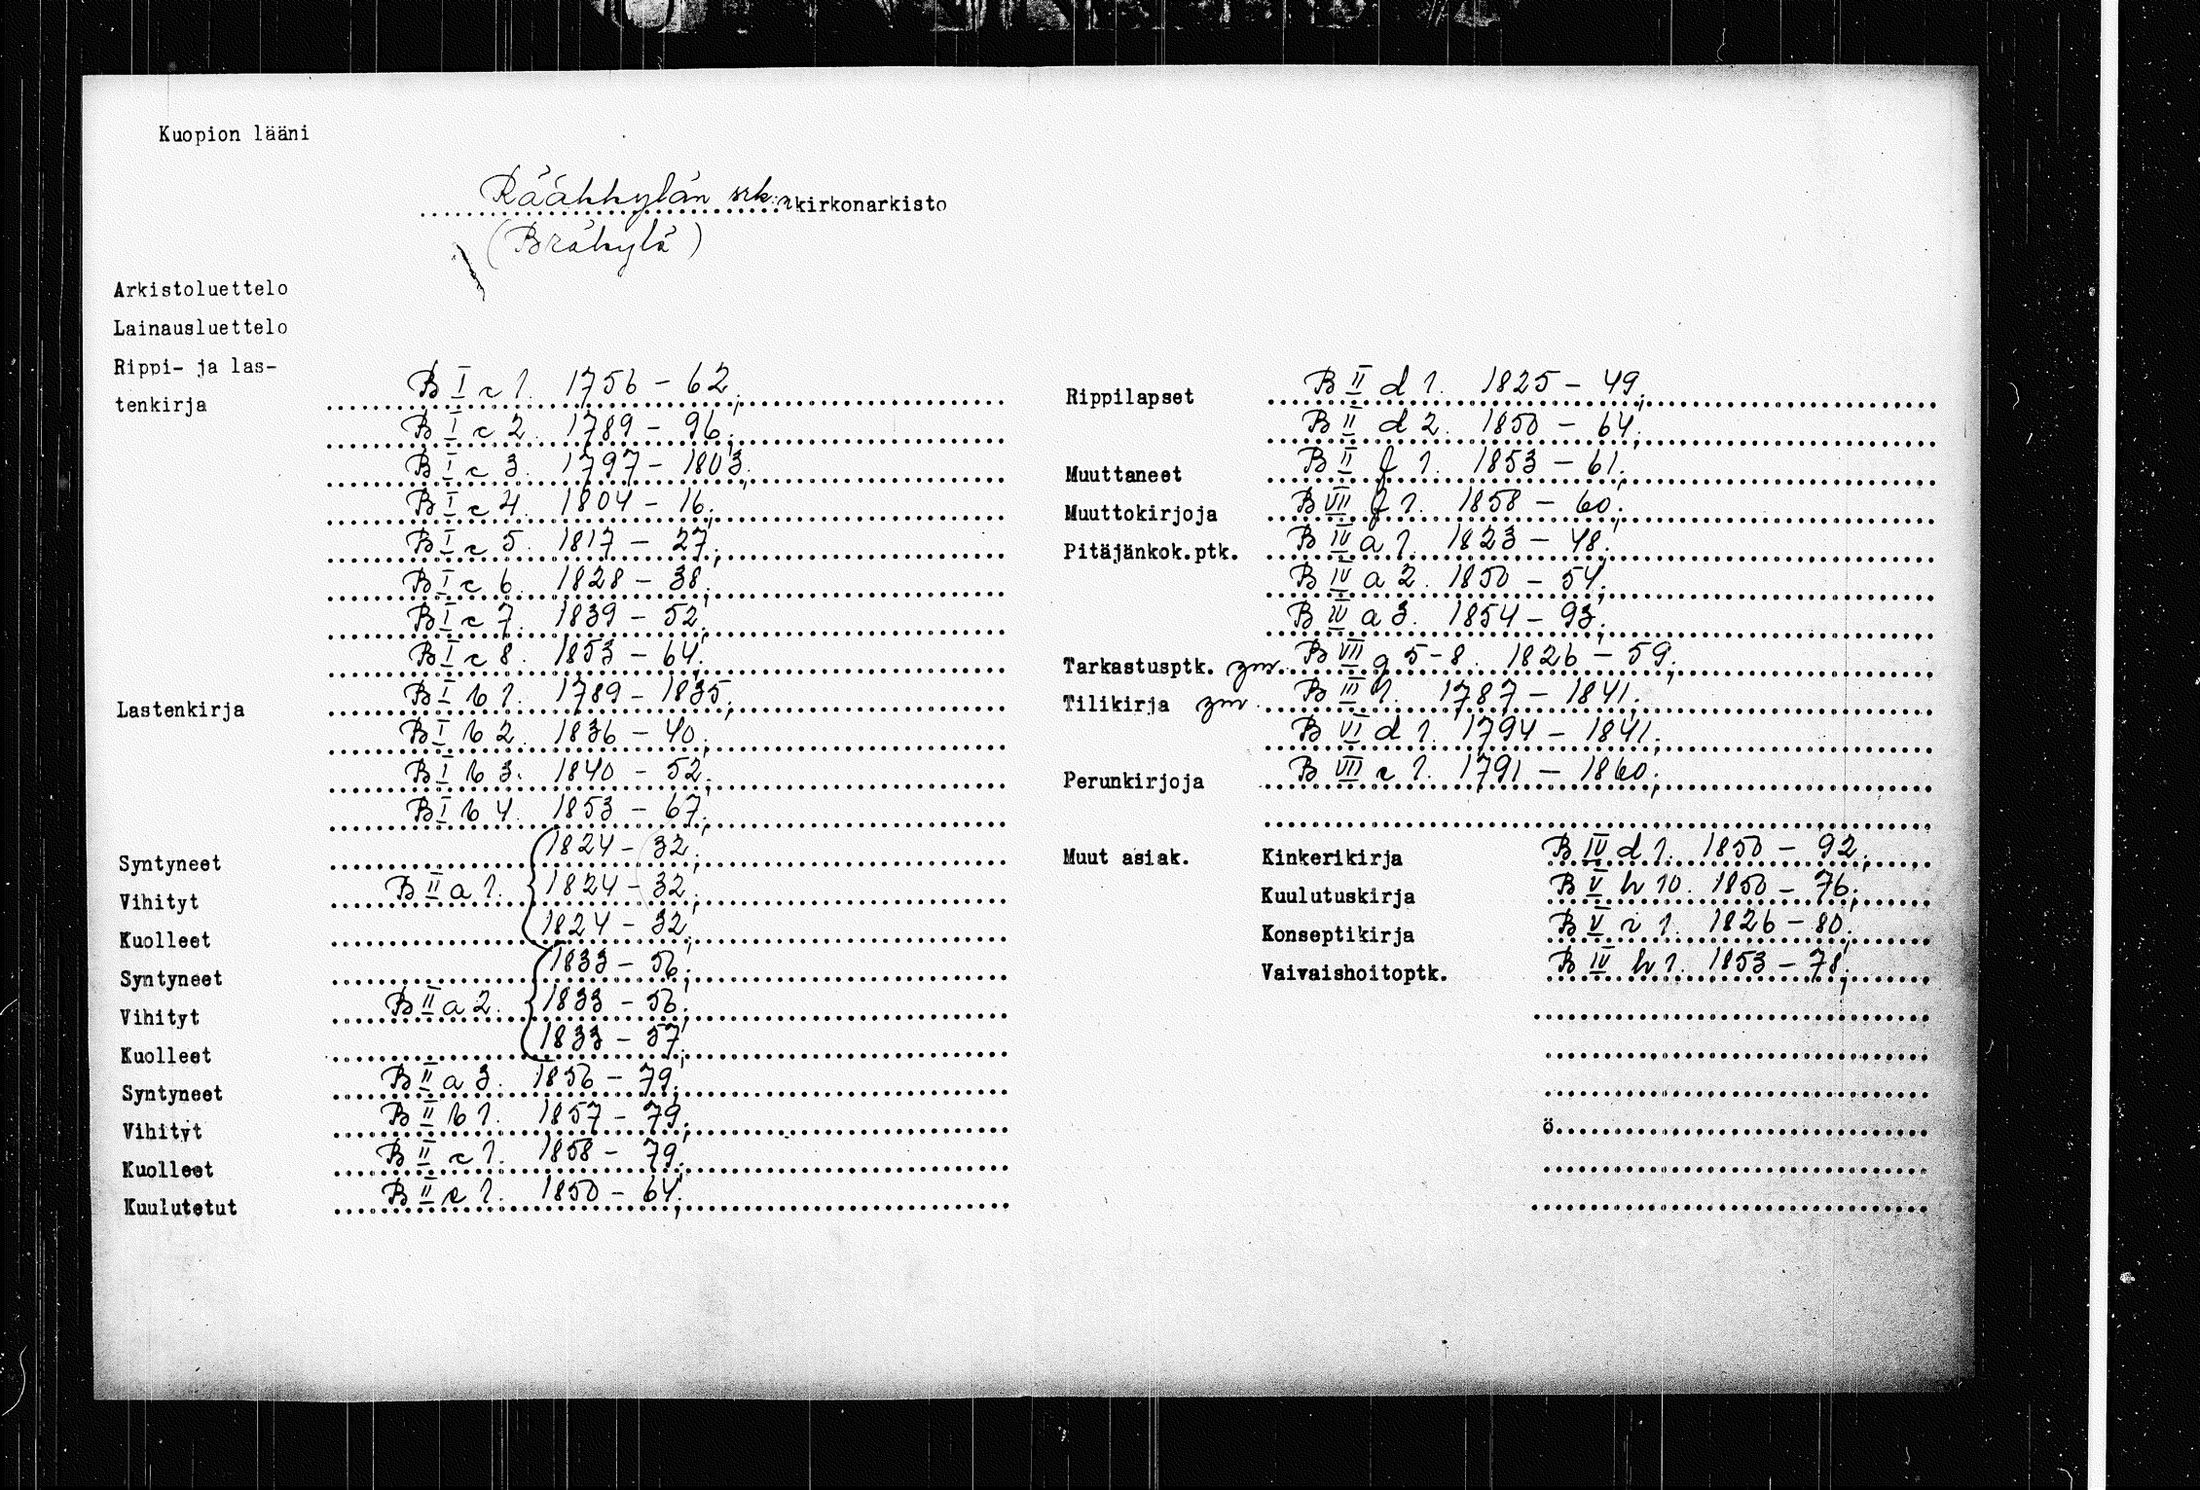 Kuopion lääni
Rääkkylän srk:n kirkonarkisto
(Bräkylä)
Arkistoluettelo
Lainausluettelo
Rippi- ja las-
tenkirja B I c 1. 1756 - 62;
B I c 2. 1789 - 96;
B I c 3. 1797 - 1803;
B I c 4. 1804 - 16;
B I c 5. 1817 - 27;
B I c 6. 1828 - 38;
B I c 7. 1839 - 52;
B I c 8. 1853 - 64;
Lastenkirja B I b 1. 1789 - 1835;
B I b 2. 1836 - 40;
B I b 3. 1840 - 52;
B I b 4. 1853 - 67;
Syntyneet 1824 - 32;
Vihityt B II a 1. 1824 - 32;
Kuolleet 1824 - 32;
Syntyneet 1833 - 56;
Vihityt B II a 2. 1833 - 56;
Kuolleet 1833 - 57;
Syntyneet B II a 3. 1856 - 79;
Vihityt B II b 1. 1857 - 79;
Kuolleet B II c 1. 1858 - 79;
Kuulutetut B II e 1. 1850 - 64;
Rippilapset B II d 1. 1825 - 49;
B II d 2. 1850 - 64;
Muuttaneet B II f 1. 1853 - 61;
Muuttokirjoja B VII f 1. 1858 - 60;
Pitäjänkok.ptk. B IV a 1. 1823 - 48;
B IV a 2. 1850 - 54;
B IV a 3. 1854 - 93;
Tarkastusptk. ym. B VII g 5-8. 1826 - 59;
Tilikirja ym. B III 1. 1787 - 1841;
B VI d 1. 1794 - 1841;
Perunkirjoja B VII c 1. 1791 - 1860;
Muut asiak. Kinkerikirja B IV d 1. 1850 - 92;
Kuulutuskirja B V h 10. 1850 - 76;
Konseptikirja B V i 1. 1826 - 80;
Vaivaishoitoptk. B IV h 1. 1853 - 78;
ö